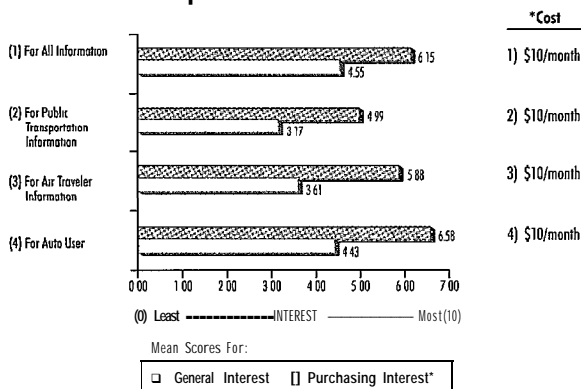 *Cost
(1) For All Information
6 15
4.55
1) $10/month
(2) For Public
Transportation
Information
4 99
3 17
2) $10/month
(3) For Air Traveler
Information
5 88
3 61
3) $10/month
(4) For Auto User
6.58
4 43
4) $10/month
0 00 1 00 2 00 3 00 4 00 5 00 6 00 7 00
(0) Least INTEREST Most(10)
Mean Scores For:
General Interest [] Purchasing Interest*